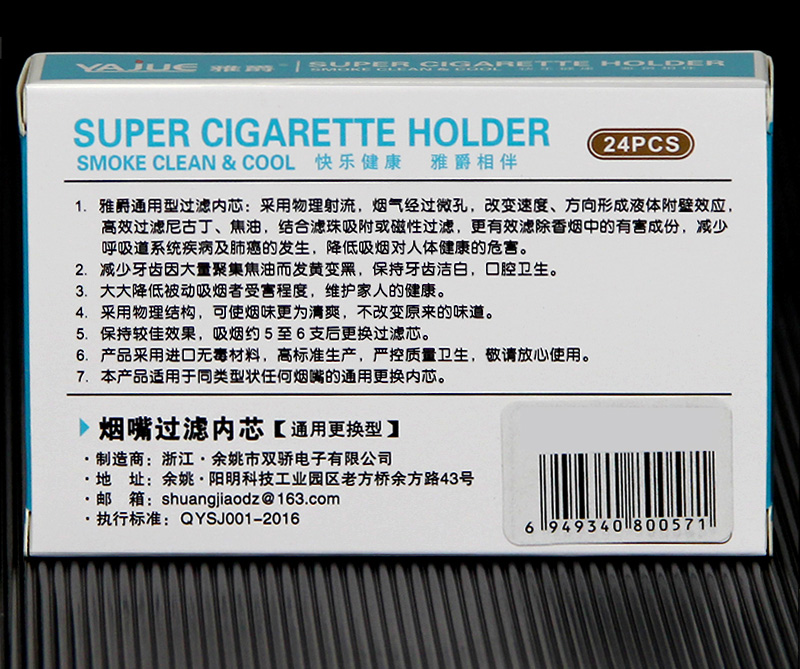 YAJUE 雅爵 | SUPER CIGARETTE HOLDER
SMOKE CLEAN & COOL
SUPER CIGARETTE HOLDER
24PCS
SMOKE CLEAN & COOL 快乐健康 雅爵相伴
1. 雅爵通用型过滤内芯：采用物理射流，烟气经过微孔，改变速度、方向形成液体附壁效应，
高效过滤尼古丁、焦油，结合滤珠吸附或磁性过滤，更有效滤除香烟中的有害成份，减少
呼吸道系统疾病及肺癌的发生，降低吸烟对人体健康的危害。
2. 减少牙齿因大量聚集焦油而发黄变黑，保持牙齿洁白，口腔卫生。
3. 大大降低被动吸烟者受害程度，维护家人的健康。
4. 采用物理结构，可使烟味更为清爽，不改变原来的味道。
5. 保持较佳效果，吸烟约5至6支后更换过滤芯。
6. 产品采用进口无毒材料，高标准生产，严控质量卫生，敬请放心使用。
7. 本产品适用于同类型状任何烟嘴的通用更换内芯。
烟嘴过滤内芯【通用更换型】
·制造商：浙江·余姚市双骄电子有限公司
·地 址：余姚·阳明科技工业园区老方桥余方路43号
·邮 箱：shuangjiaodz@163.com
·执行标准：QYSJ001-2016
6 949340 800571